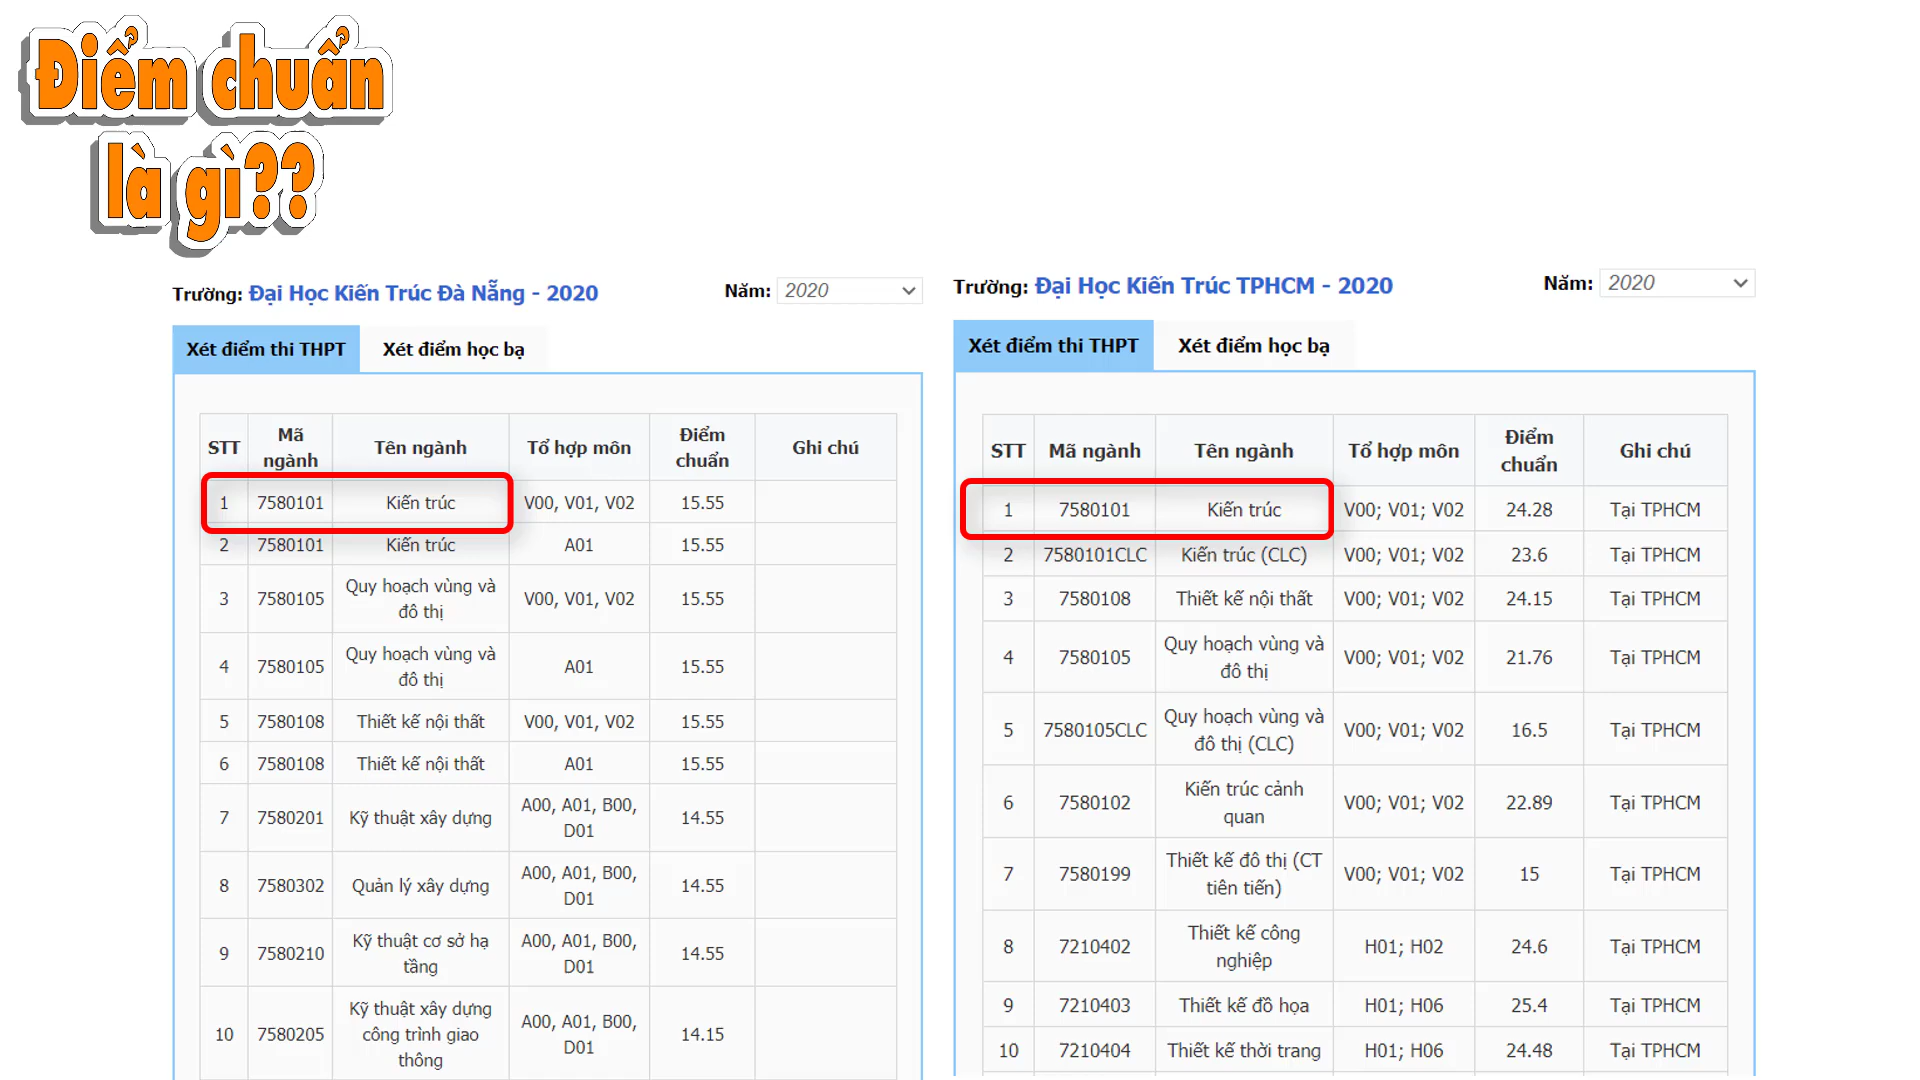 Điểm chuẩn
là gì??
Trường: Đại Học Kiến Trúc Đà Nẵng - 2020 Năm: 2020
Xét điểm thi THPT Xét điểm học bạ
STT Mã ngành Tên ngành Tổ hợp môn Điểm chuẩn Ghi chú
1 7580101 Kiến trúc V00, V01, V02 15.55
2 7580101 Kiến trúc A01 15.55
3 7580105 Quy hoạch vùng và đô thị V00, V01, V02 15.55
4 7580105 Quy hoạch vùng và đô thị A01 15.55
5 7580108 Thiết kế nội thất V00, V01, V02 15.55
6 7580108 Thiết kế nội thất A01 15.55
7 7580201 Kỹ thuật xây dựng A00, A01, B00, D01 14.55
8 7580302 Quản lý xây dựng A00, A01, B00, D01 14.55
9 7580210 Kỹ thuật cơ sở hạ tầng A00, A01, B00, D01 14.55
10 7580205 Kỹ thuật xây dựng công trình giao thông A00, A01, B00, D01 14.15
Trường: Đại Học Kiến Trúc TPHCM - 2020 Năm: 2020
Xét điểm thi THPT Xét điểm học bạ
STT Mã ngành Tên ngành Tổ hợp môn Điểm chuẩn Ghi chú
1 7580101 Kiến trúc V00; V01; V02 24.28 Tại TPHCM
2 7580101CLC Kiến trúc (CLC) V00; V01; V02 23.6 Tại TPHCM
3 7580108 Thiết kế nội thất V00; V01; V02 24.15 Tại TPHCM
4 7580105 Quy hoạch vùng và đô thị V00; V01; V02 21.76 Tại TPHCM
5 7580105CLC Quy hoạch vùng và đô thị (CLC) V00; V01; V02 16.5 Tại TPHCM
6 7580102 Kiến trúc cảnh quan V00; V01; V02 22.89 Tại TPHCM
7 7580199 Thiết kế đô thị (CT tiên tiến) V00; V01; V02 15 Tại TPHCM
8 7210402 Thiết kế công nghiệp H01; H02 24.6 Tại TPHCM
9 7210403 Thiết kế đồ họa H01; H06 25.4 Tại TPHCM
10 7210404 Thiết kế thời trang H01; H06 24.48 Tại TPHCM